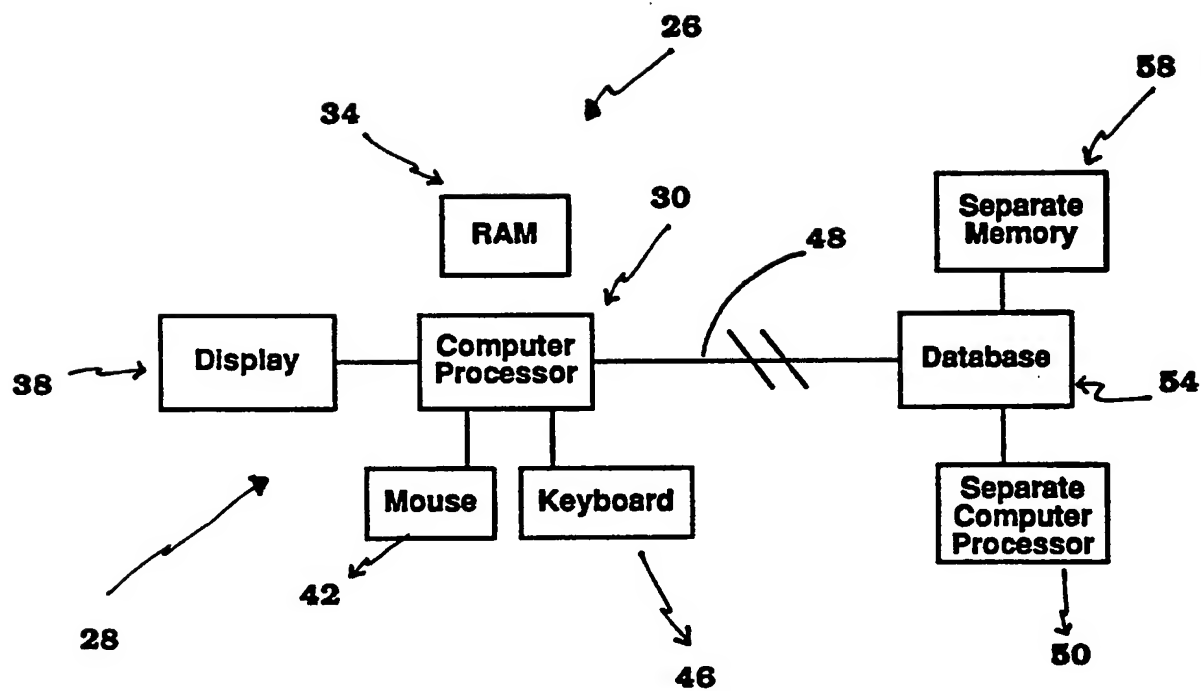 26
58
34
RAM
30
Separate
Memory
48
Display
Computer
Processor
Database
38
54
Mouse
Keyboard
Separate
Computer
Processor
42
28
46
50